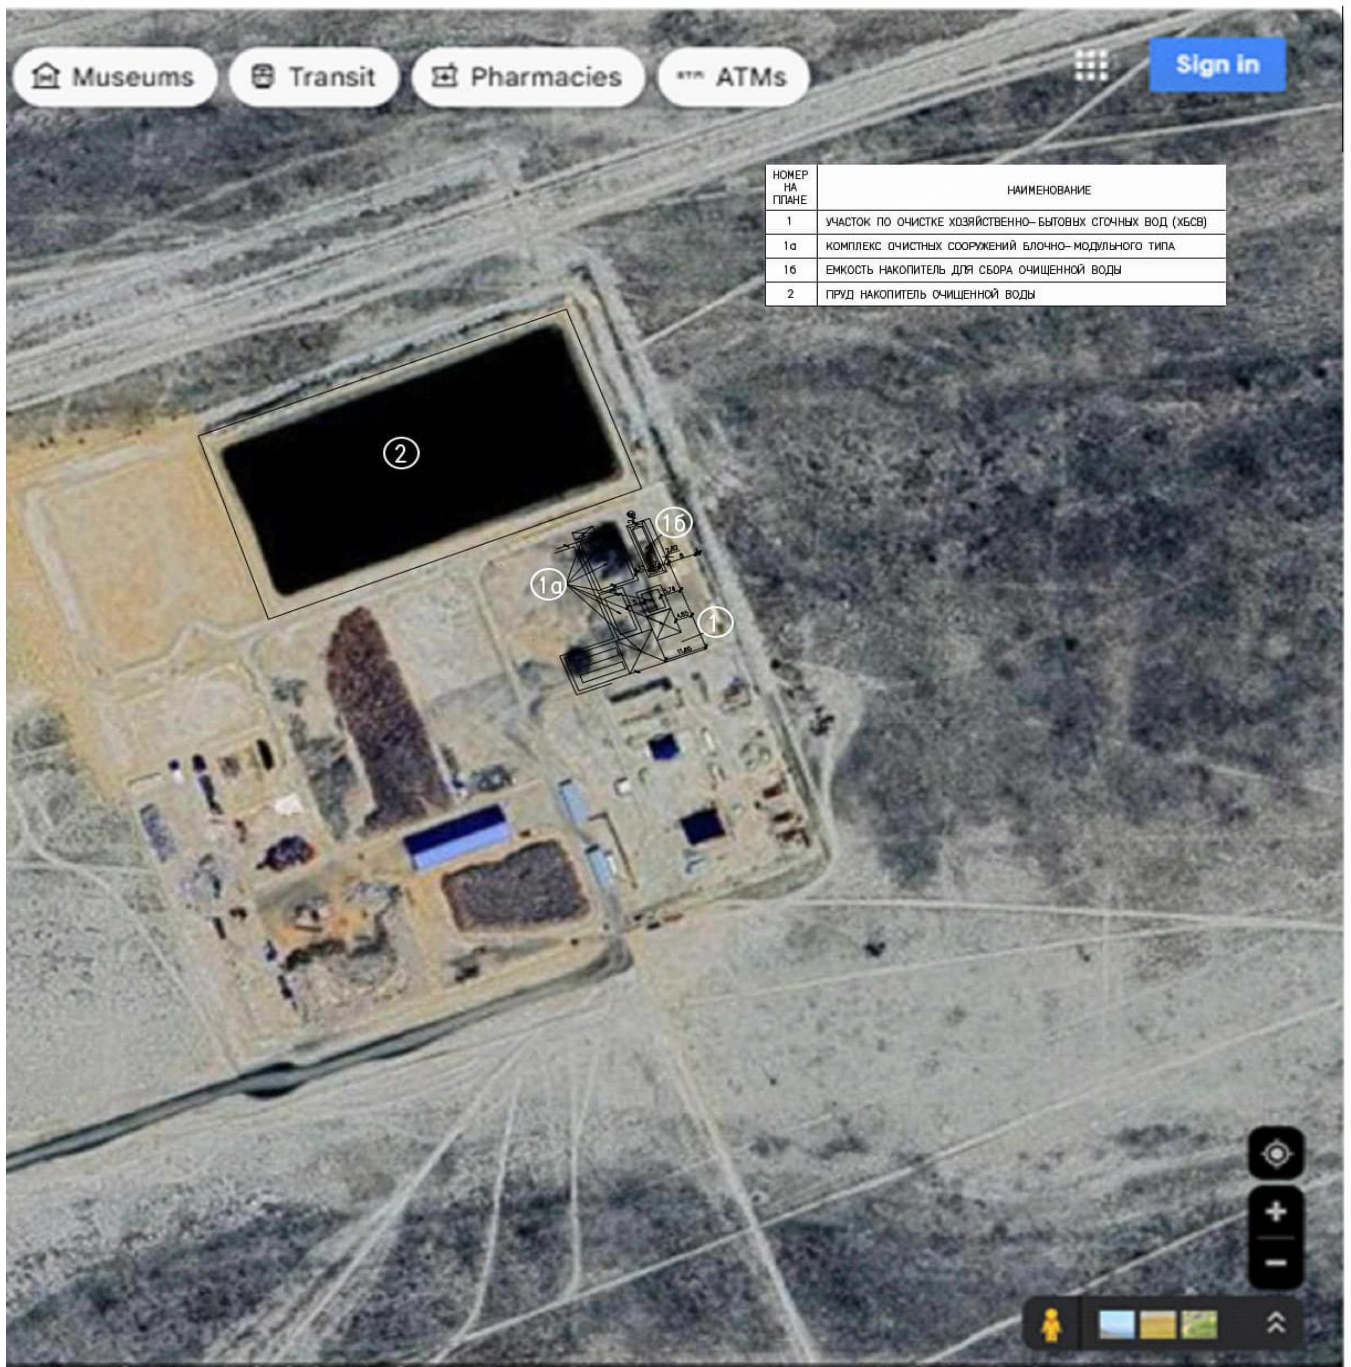 Museums
Transit
Pharmacies
ATMs
Sign in
НОМЕР НА ПЛАНЕ
НАИМЕНОВАНИЕ
1 УЧАСТОК ПО ОЧИСТКЕ ХОЗЯЙСТВЕННО-БЫТОВЫХ СТОЧНЫХ ВОД (ХБСВ)
1а КОМПЛЕКС ОЧИСТНЫХ СООРУЖЕНИЙ БЛОЧНО-МОДУЛЬНОГО ТИПА
1б ЕМКОСТЬ НАКОПИТЕЛЬ ДЛЯ СБОРА ОЧИЩЕННОЙ ВОДЫ
2 ПРУД НАКОПИТЕЛЬ ОЧИЩЕННОЙ ВОДЫ
2
1б
1а
1